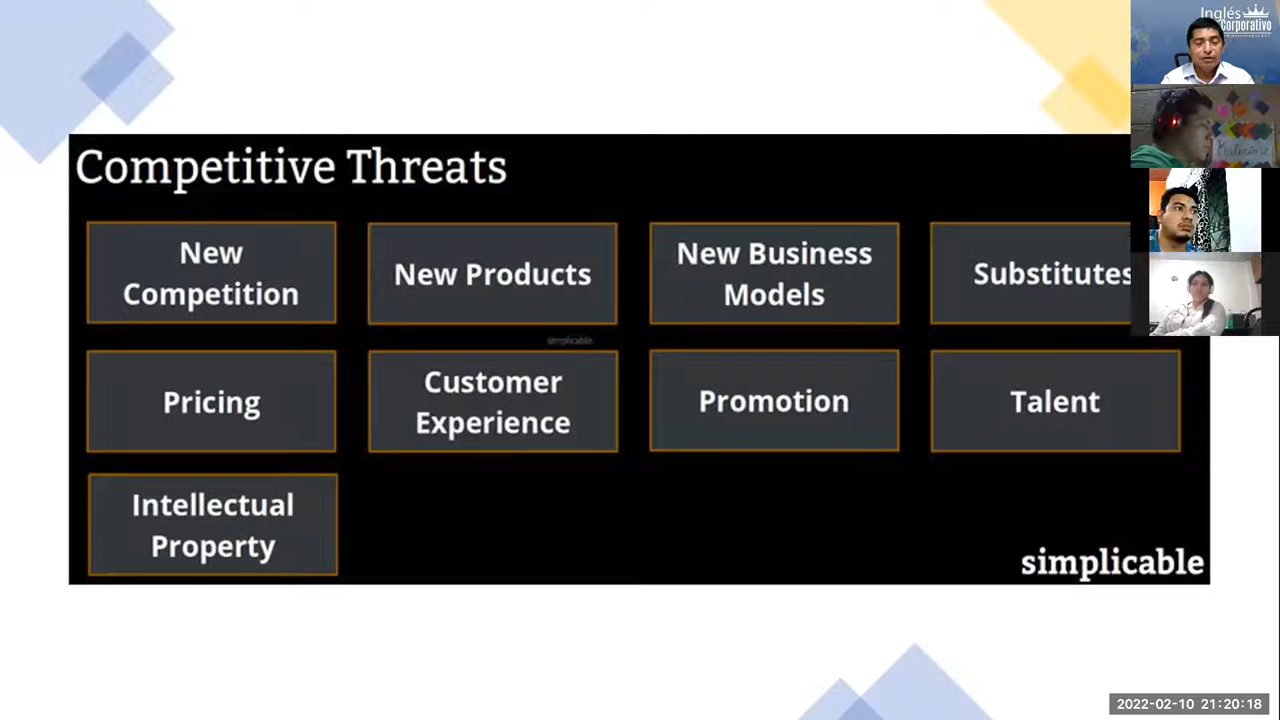 Competitive Threats
New
Competition
New Products
New Business
Models
Substitutes
simplicable
Pricing
Customer
Experience
Promotion
Talent
Intellectual
Property
simplicable
Inglés
Corporativo
2022-02-10 21:20:18